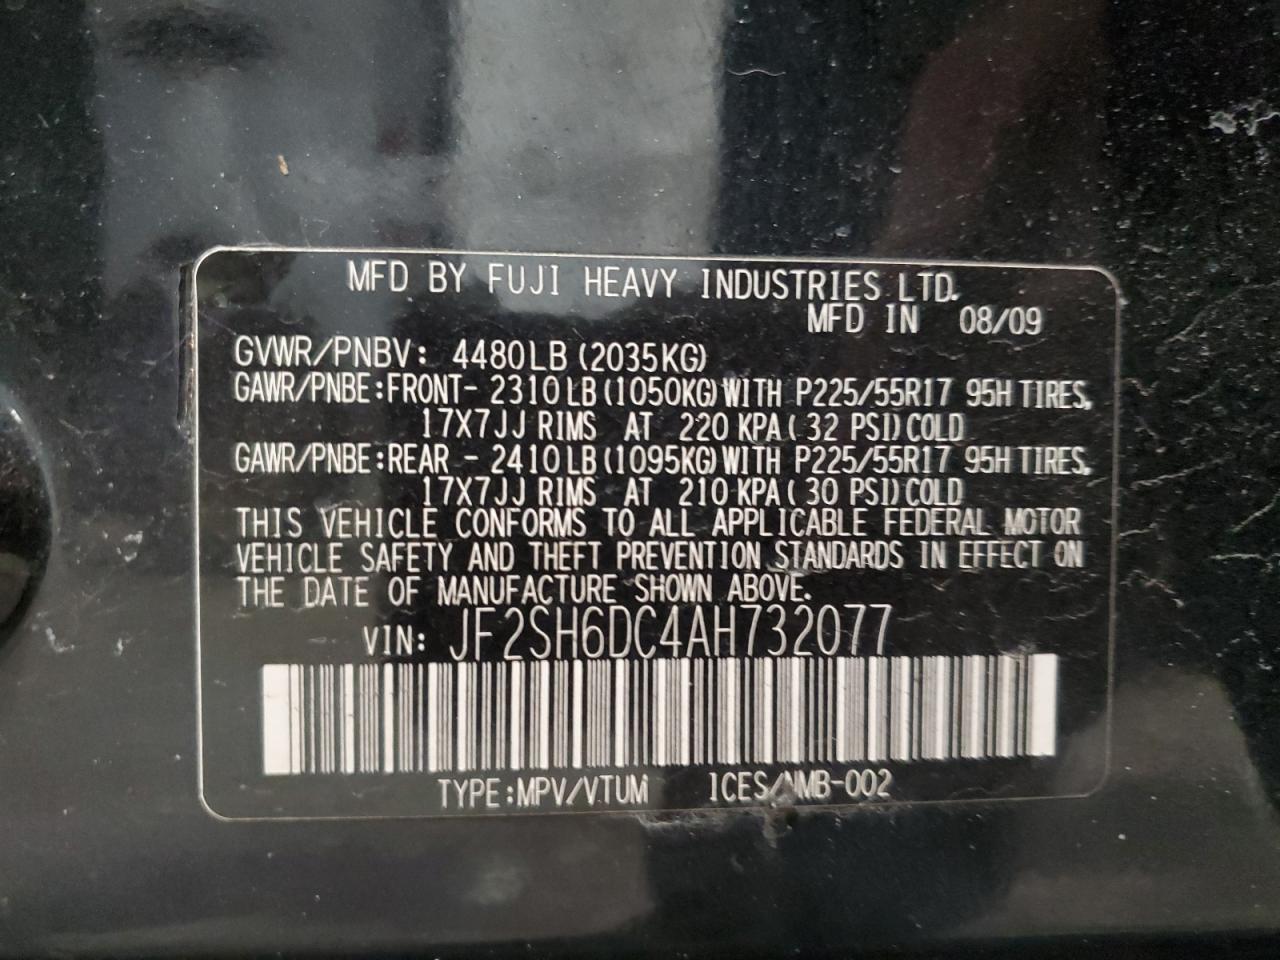 MFD BY FUJI HEAVY INDUSTRIES LTD.
MFD IN 08/09
GVWR/PNBV: 4480LB (2035KG)
GAWR/PNBE:FRONT- 2310LB (1050KG) WITH P225/55R17 95H TIRES,
17X7JJ RIMS AT 220 KPA ( 32 PSI) COLD
GAWR/PNBE:REAR - 2410LB (1095KG) WITH P225/55R17 95H TIRES,
17X7JJ RIMS AT 210 KPA ( 30 PSI) COLD
THIS VEHICLE CONFORMS TO ALL APPLICABLE FEDERAL MOTOR
VEHICLE SAFETY AND THEFT PREVENTION STANDARDS IN EFFECT ON
THE DATE OF MANUFACTURE SHOWN ABOVE.
VIN: JF2SH6DC4AH732077
TYPE:MPV/VTUM ICES/NMB-002